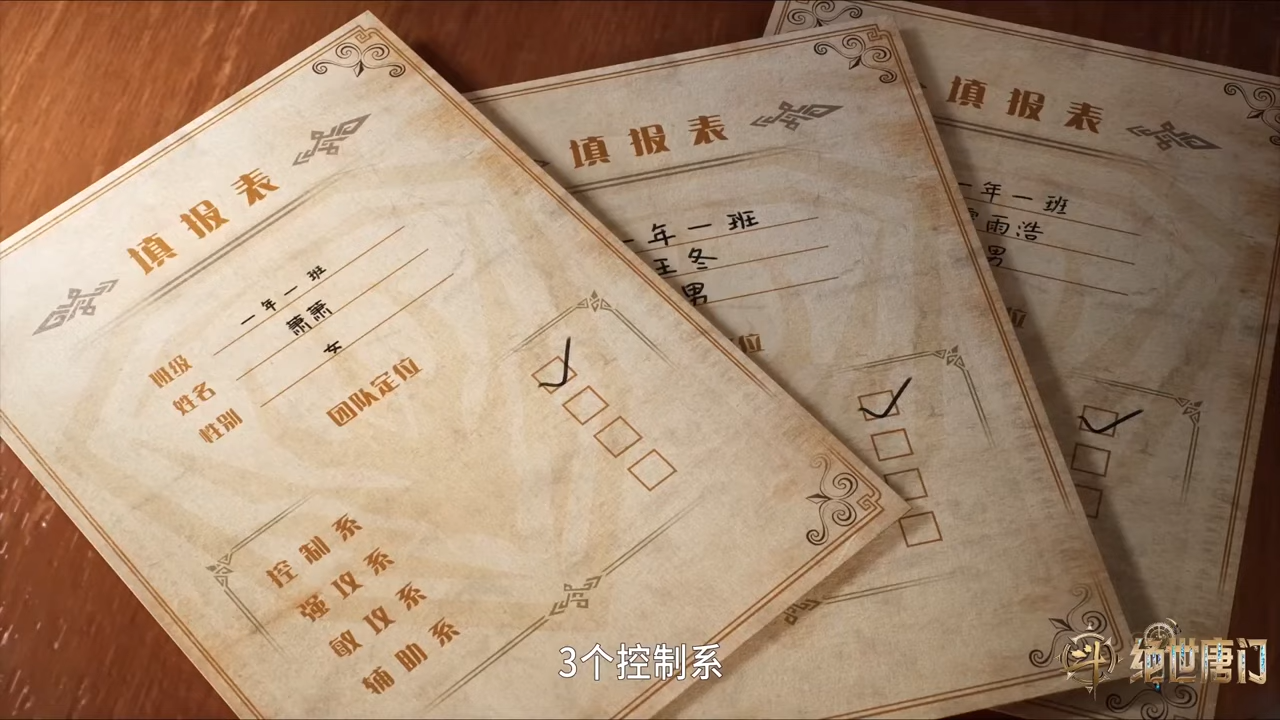 填报表
班级 一年一班
姓名 萧萧
性别 女
团队定位
控制系
强攻系
敏攻系
辅助系
填报表
一年一班
王冬
男
位
填报表
一年一班
雨浩
男
位
3个控制系
斗
绝世唐门